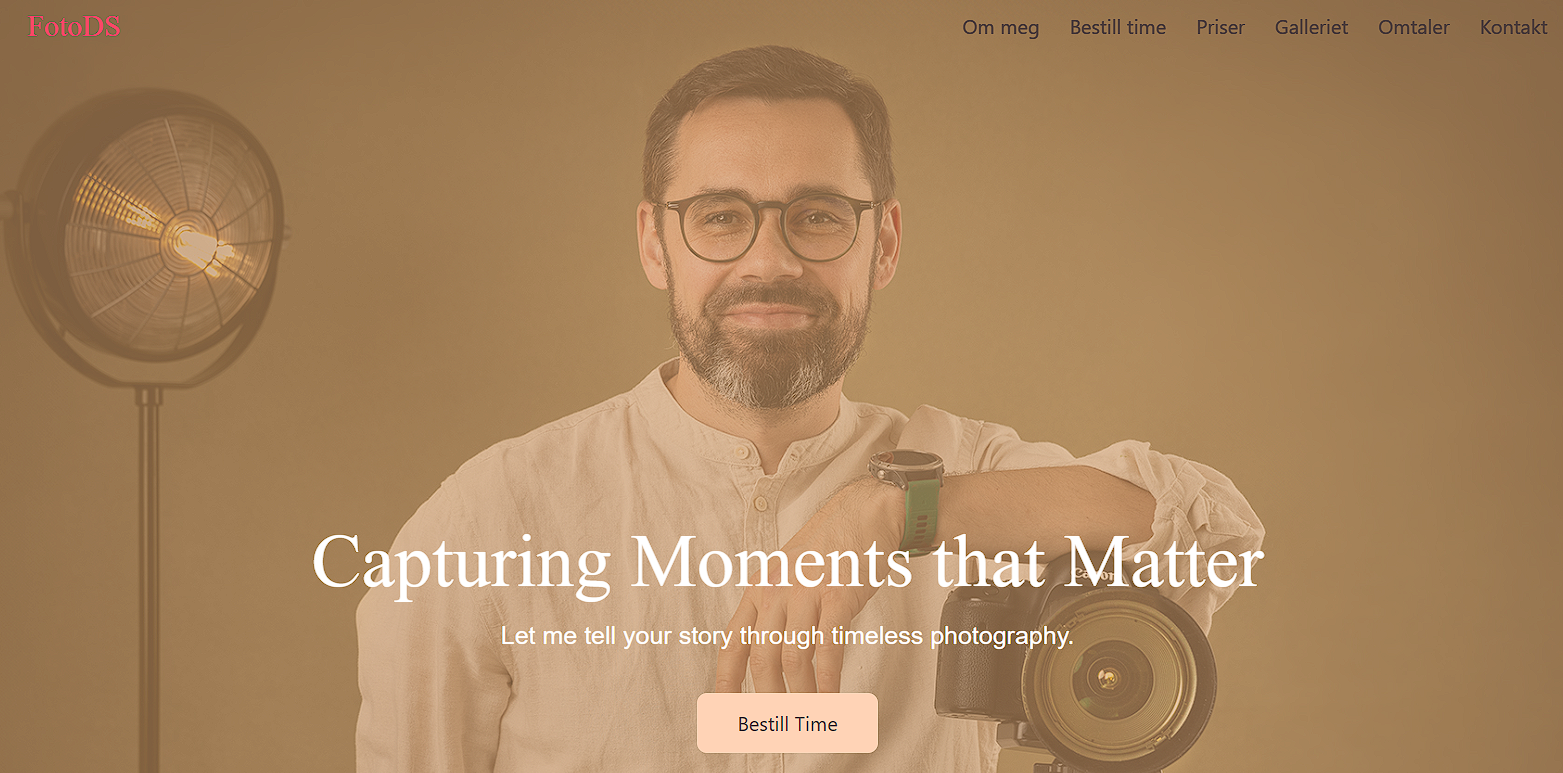 FotoDS
Om meg Bestill time Priser Galleriet Omtaler Kontakt
Capturing Moments that Matter
Canon
Let me tell your story through timeless photography.
Bestill Time